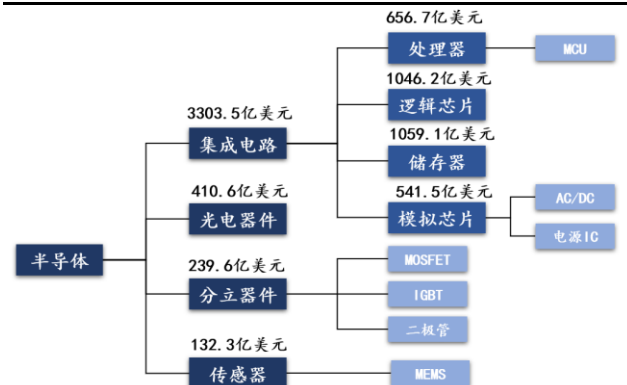 656.7亿美元
处理器
MCU
1046.2亿美元
逻辑芯片
3303.5亿美元
集成电路
1059.1亿美元
储存器
410.6亿美元
光电器件
541.5亿美元
模拟芯片
AC/DC
电源IC
半导体
239.6亿美元
分立器件
MOSFET
IGBT
二极管
132.3亿美元
传感器
MEMS